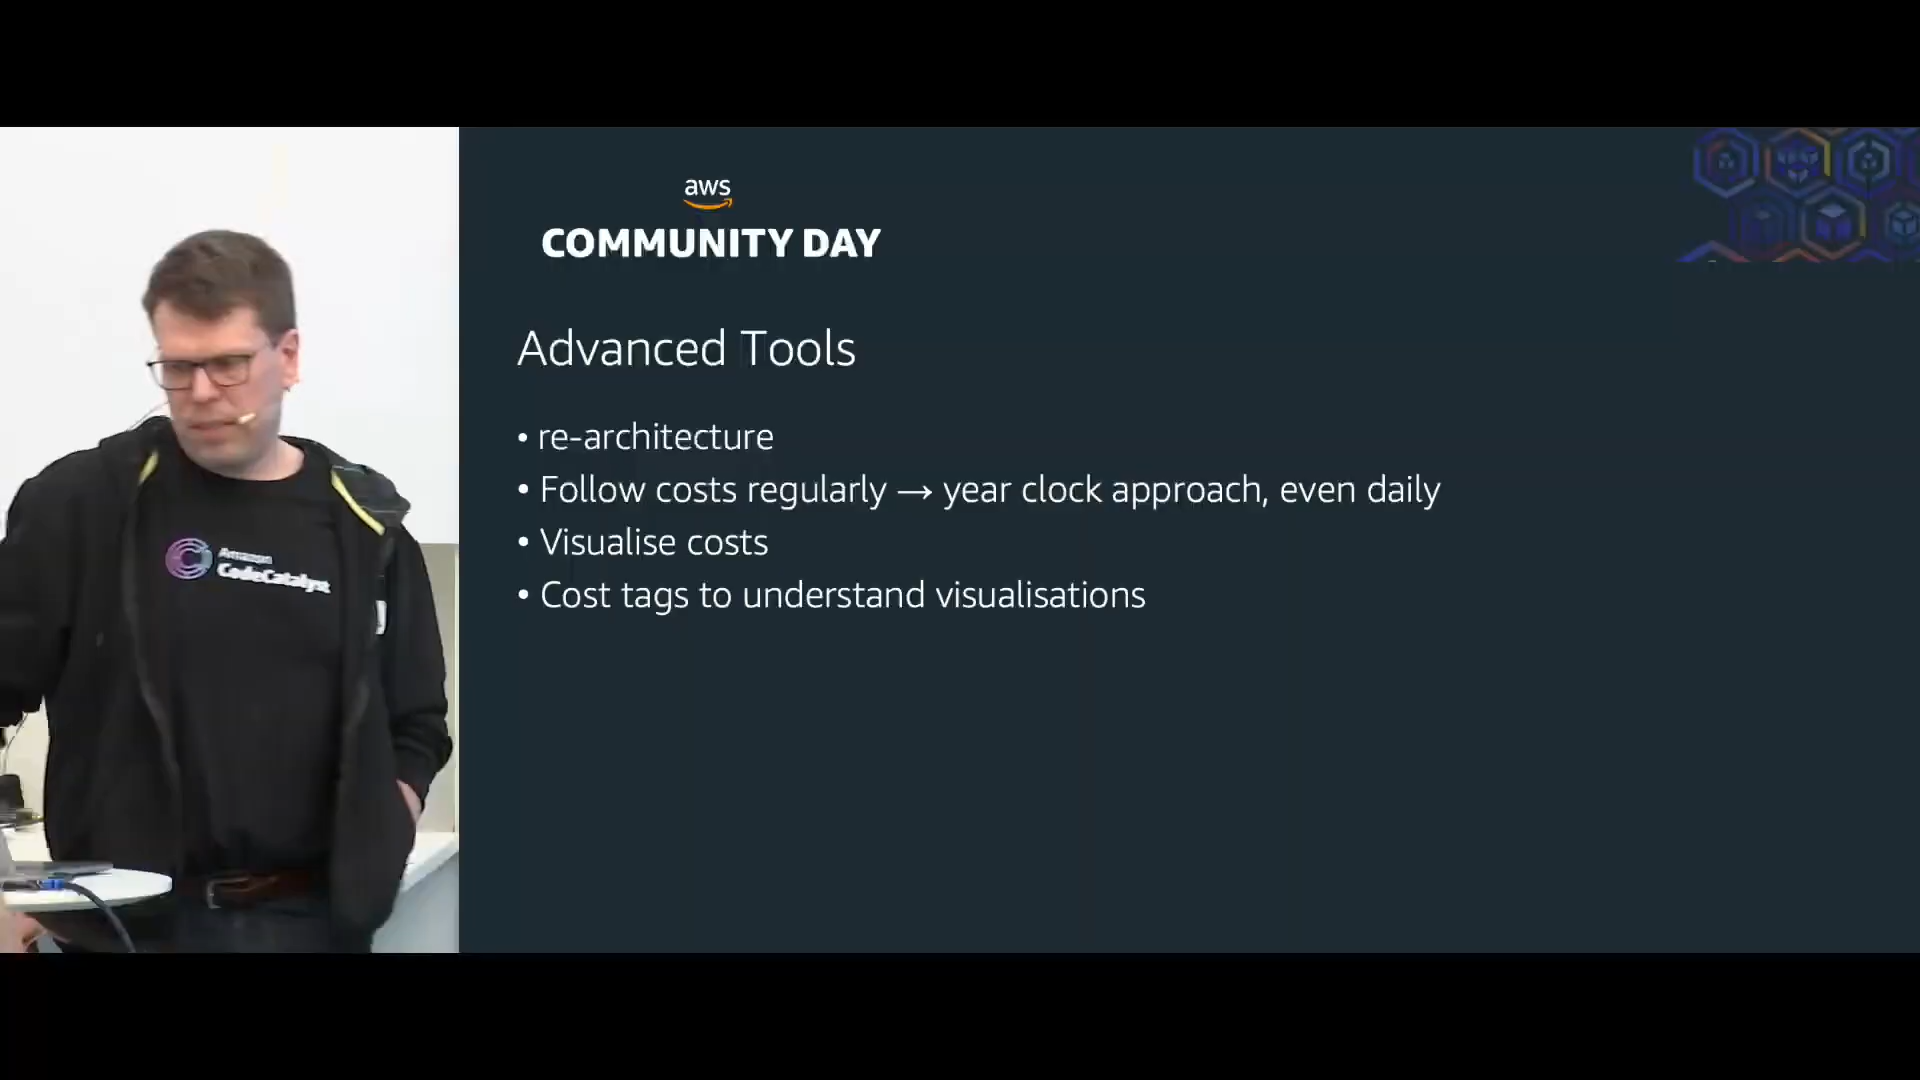 aws
COMMUNITY DAY
Advanced Tools
• re-architecture
• Follow costs regularly → year clock approach, even daily
• Visualise costs
• Cost tags to understand visualisations
Amazon
CodeCatalyst